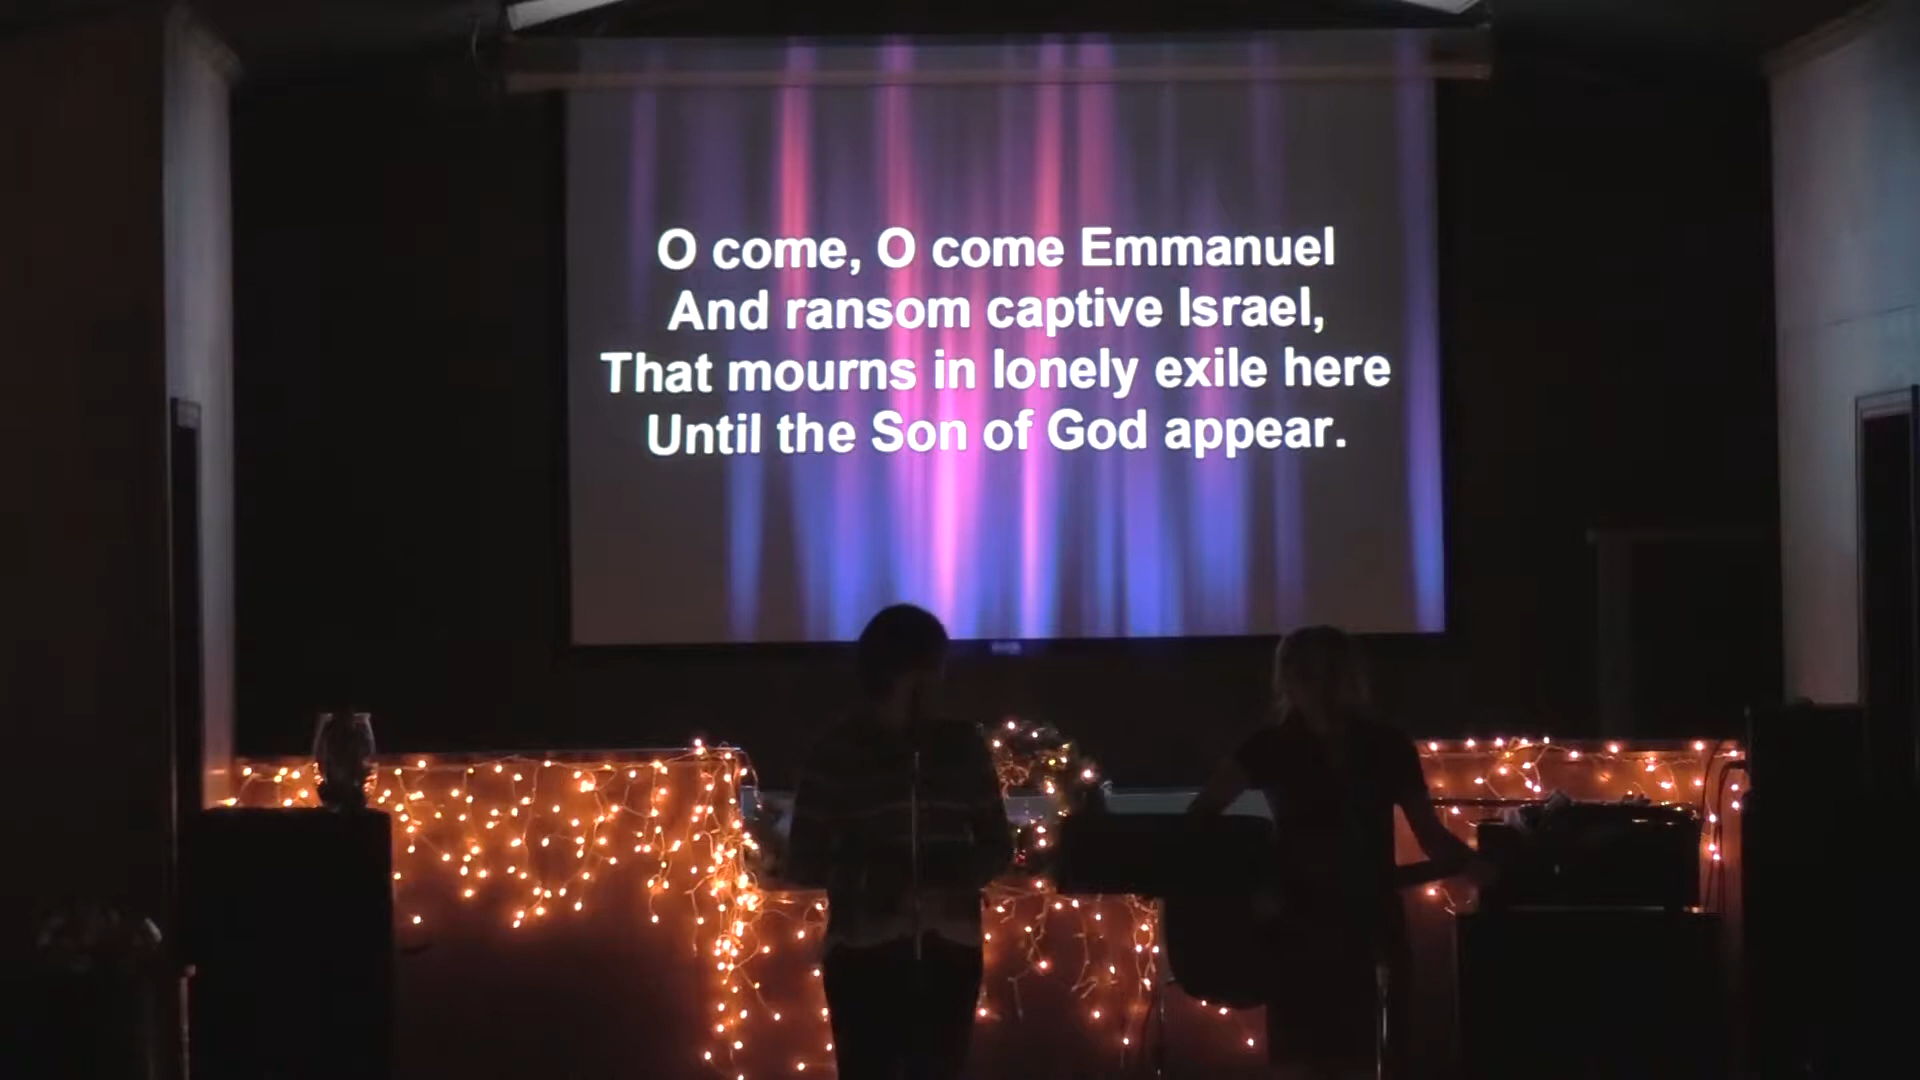 O come, O come Emmanuel
And ransom captive Israel,
That mourns in lonely exile here
Until the Son of God appear.